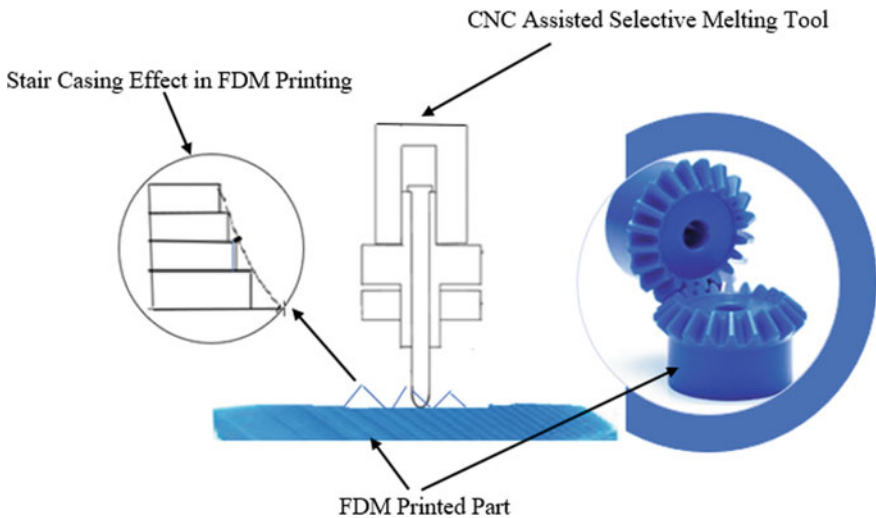 CNC Assisted Selective Melting Tool
Stair Casing Effect in FDM Printing
FDM Printed Part